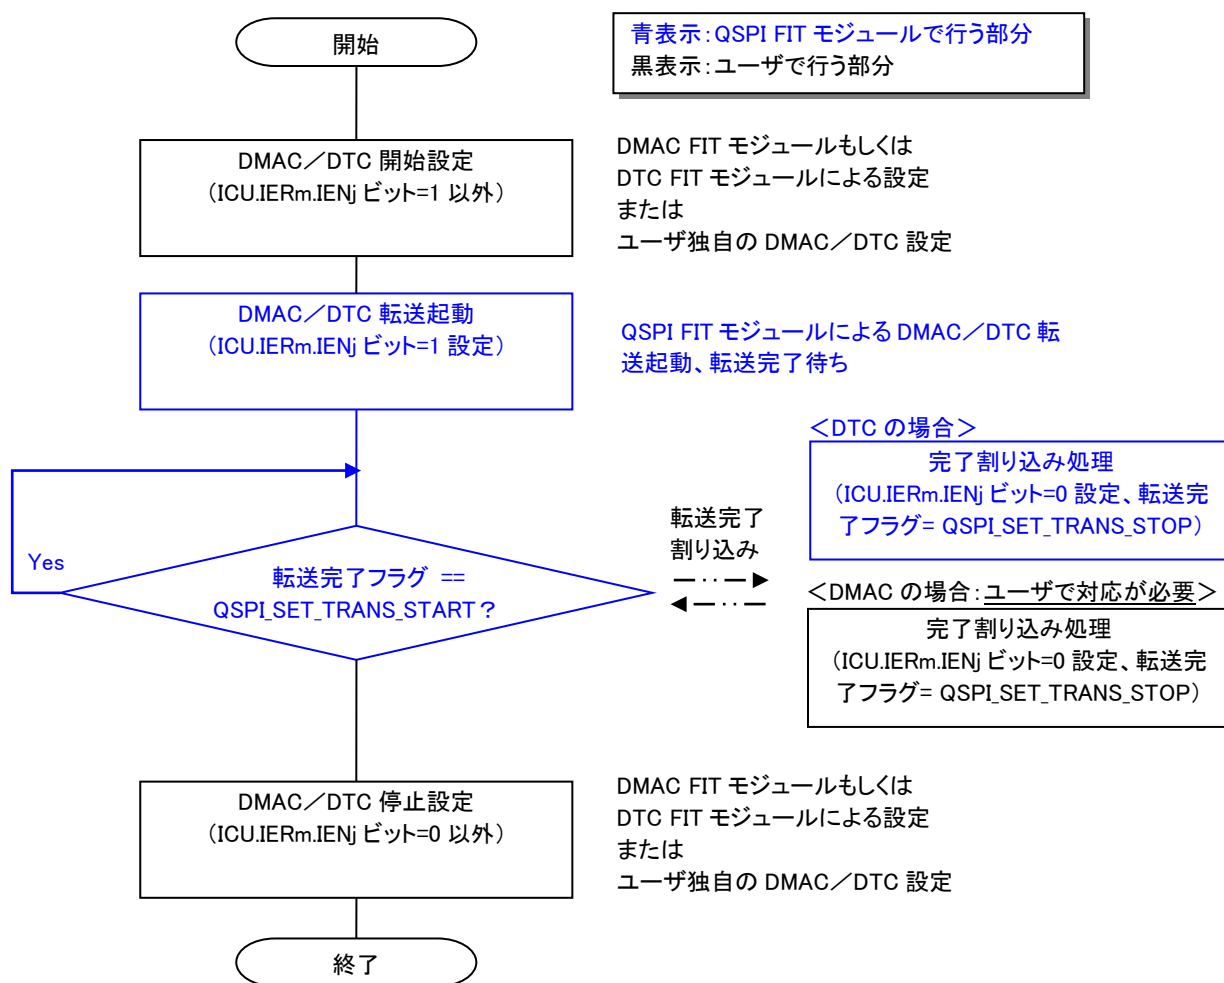 開始
青表示：QSPI FIT モジュールで行う部分
黒表示：ユーザで行う部分
DMAC／DTC 開始設定
（ICU.IERm.IENj ビット=1 以外）
DMAC FIT モジュールもしくは
DTC FIT モジュールによる設定
または
ユーザ独自の DMAC／DTC 設定
DMAC／DTC 転送起動
（ICU.IERm.IENj ビット=1 設定）
QSPI FIT モジュールによる DMAC／DTC 転
送起動、転送完了待ち
＜DTC の場合＞
完了割り込み処理
（ICU.IERm.IENj ビット=0 設定、転送完
了フラグ= QSPI_SET_TRANS_STOP）
転送完了
割り込み
Yes
転送完了フラグ ==
QSPI_SET_TRANS_START？
＜DMAC の場合：ユーザで対応が必要＞
完了割り込み処理
（ICU.IERm.IENj ビット=0 設定、転送完
了フラグ= QSPI_SET_TRANS_STOP）
DMAC／DTC 停止設定
（ICU.IERm.IENj ビット=0 以外）
DMAC FIT モジュールもしくは
DTC FIT モジュールによる設定
または
ユーザ独自の DMAC／DTC 設定
終了